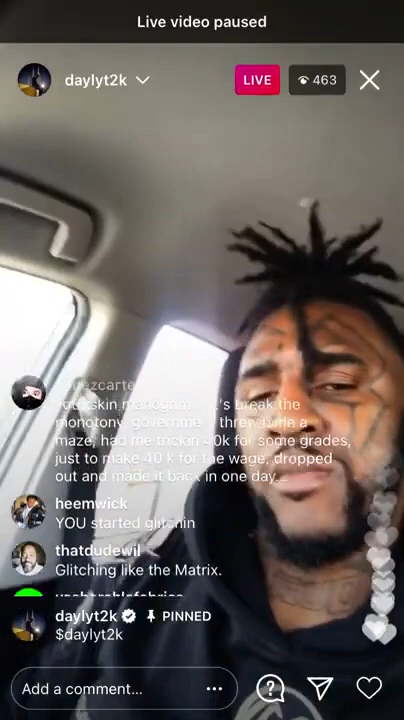 Live video paused
daylyt2k
LIVE
463
ezcarte
skin
's break the
monotony
maze, had me trickin 40k for some grades,
just to make 40 k for the wage, dropped
out and made it back in one day...
heemwick
YOU started glitchin
thatdudewil
Glitching like the Matrix.
daylyt2k PINNED
$daylyt2k
Add a comment...